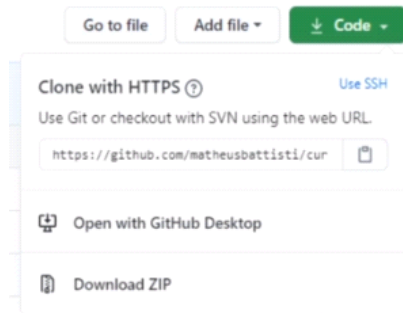 Go to file Add file Code
Clone with HTTPS Use SSH
Use Git or checkout with SVN using the web URL.
https://github.com/matheusbattisti/cur
Open with GitHub Desktop
Download ZIP